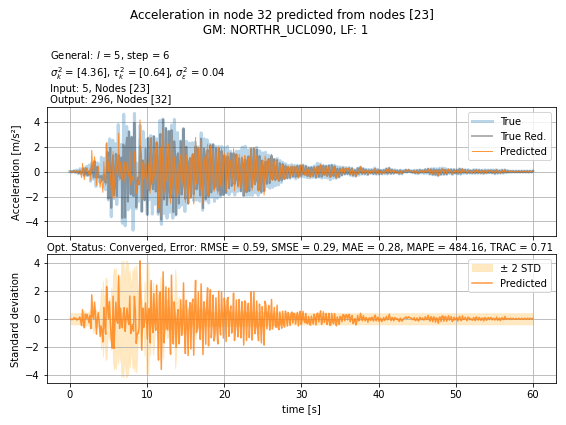 Acceleration in node 32 predicted from nodes [23]
GM: NORTHR_UCL090, LF: 1
General: l = 5, step = 6
σ²ₖ = [4.36], τ²ₖ = [0.64], σ²ε = 0.04
Input: 5, Nodes [23]
Output: 296, Nodes [32]
Acceleration [m/s²]
4
2
0
−2
−4
True
True Red.
Predicted
Opt. Status: Converged, Error: RMSE = 0.59, SMSE = 0.29, MAE = 0.28, MAPE = 484.16, TRAC = 0.71
Standard deviation
4
2
0
−2
−4
± 2 STD
Predicted
0 10 20 30 40 50 60
time [s]